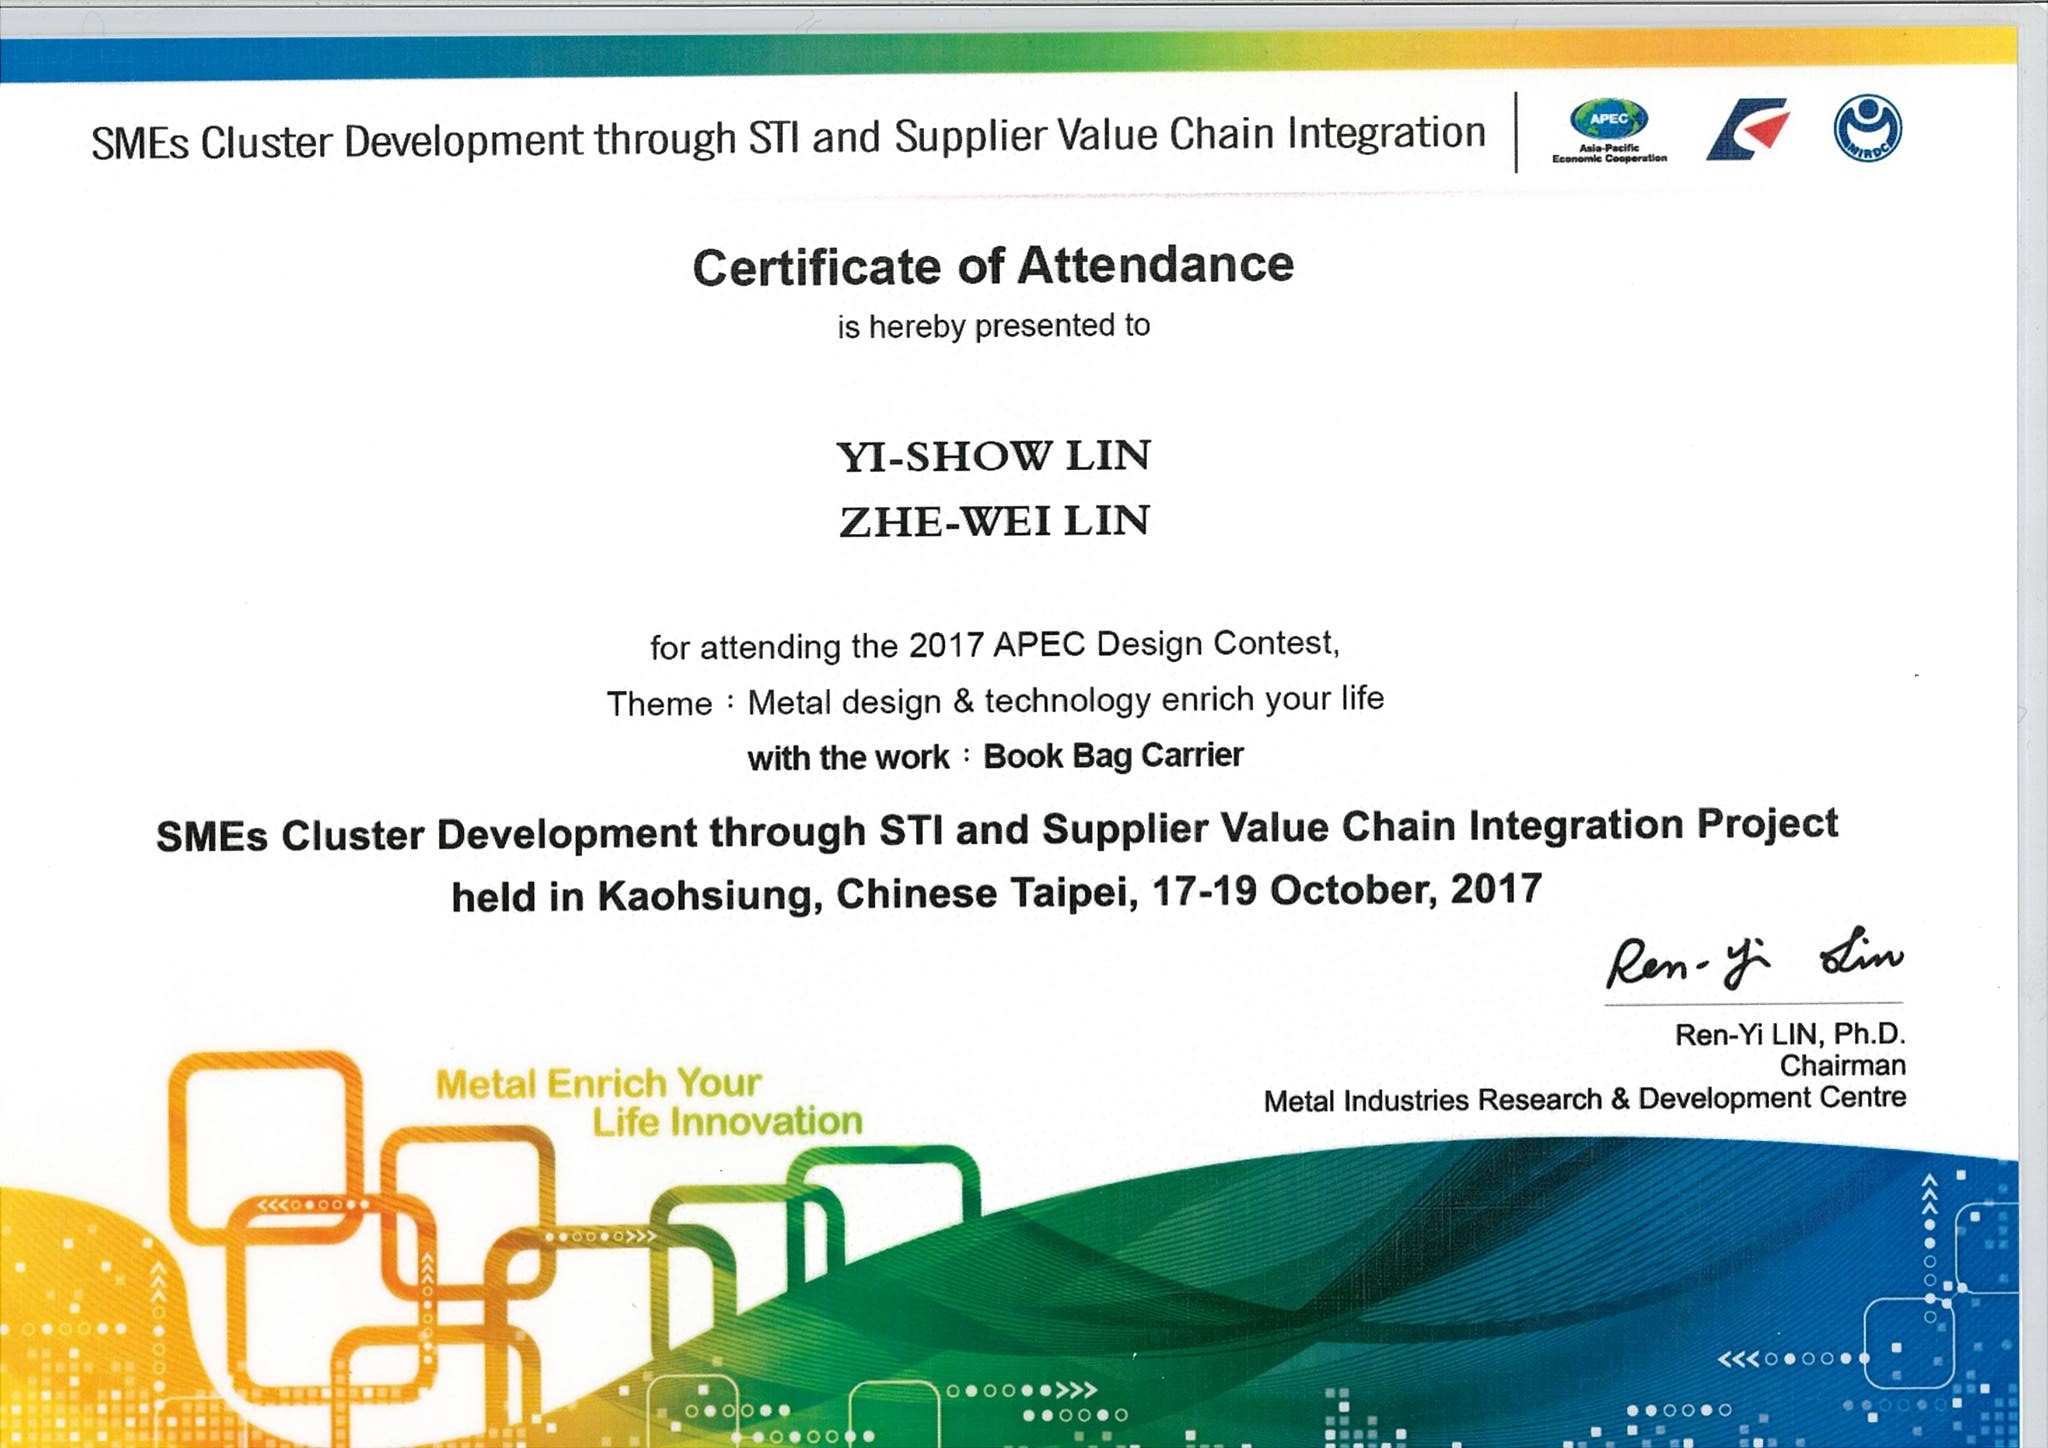 SMEs Cluster Development through STI and Supplier Value Chain Integration
APEC
Asia-Pacific
Economic Cooperation
MIRDC
Certificate of Attendance
is hereby presented to
YI-SHOW LIN
ZHE-WEI LIN
for attending the 2017 APEC Design Contest,
Theme：Metal design & technology enrich your life
with the work：Book Bag Carrier
SMEs Cluster Development through STI and Supplier Value Chain Integration Project
held in Kaohsiung, Chinese Taipei, 17-19 October, 2017
Ren-Yi Lin
Ren-Yi LIN, Ph.D.
Chairman
Metal Industries Research & Development Centre
Metal Enrich Your
Life Innovation